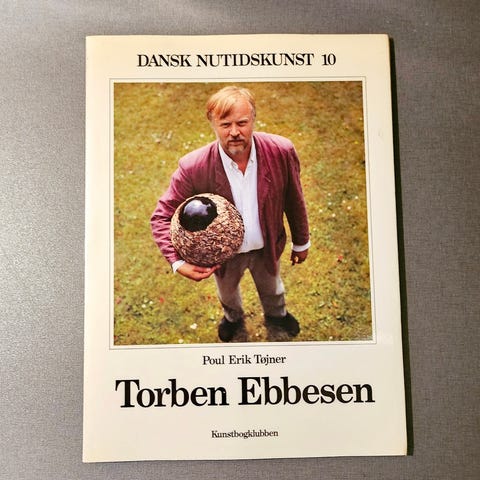 DANSK NUTIDSKUNST 10
Poul Erik Tøjner
Torben Ebbesen
Kunstbogklubben